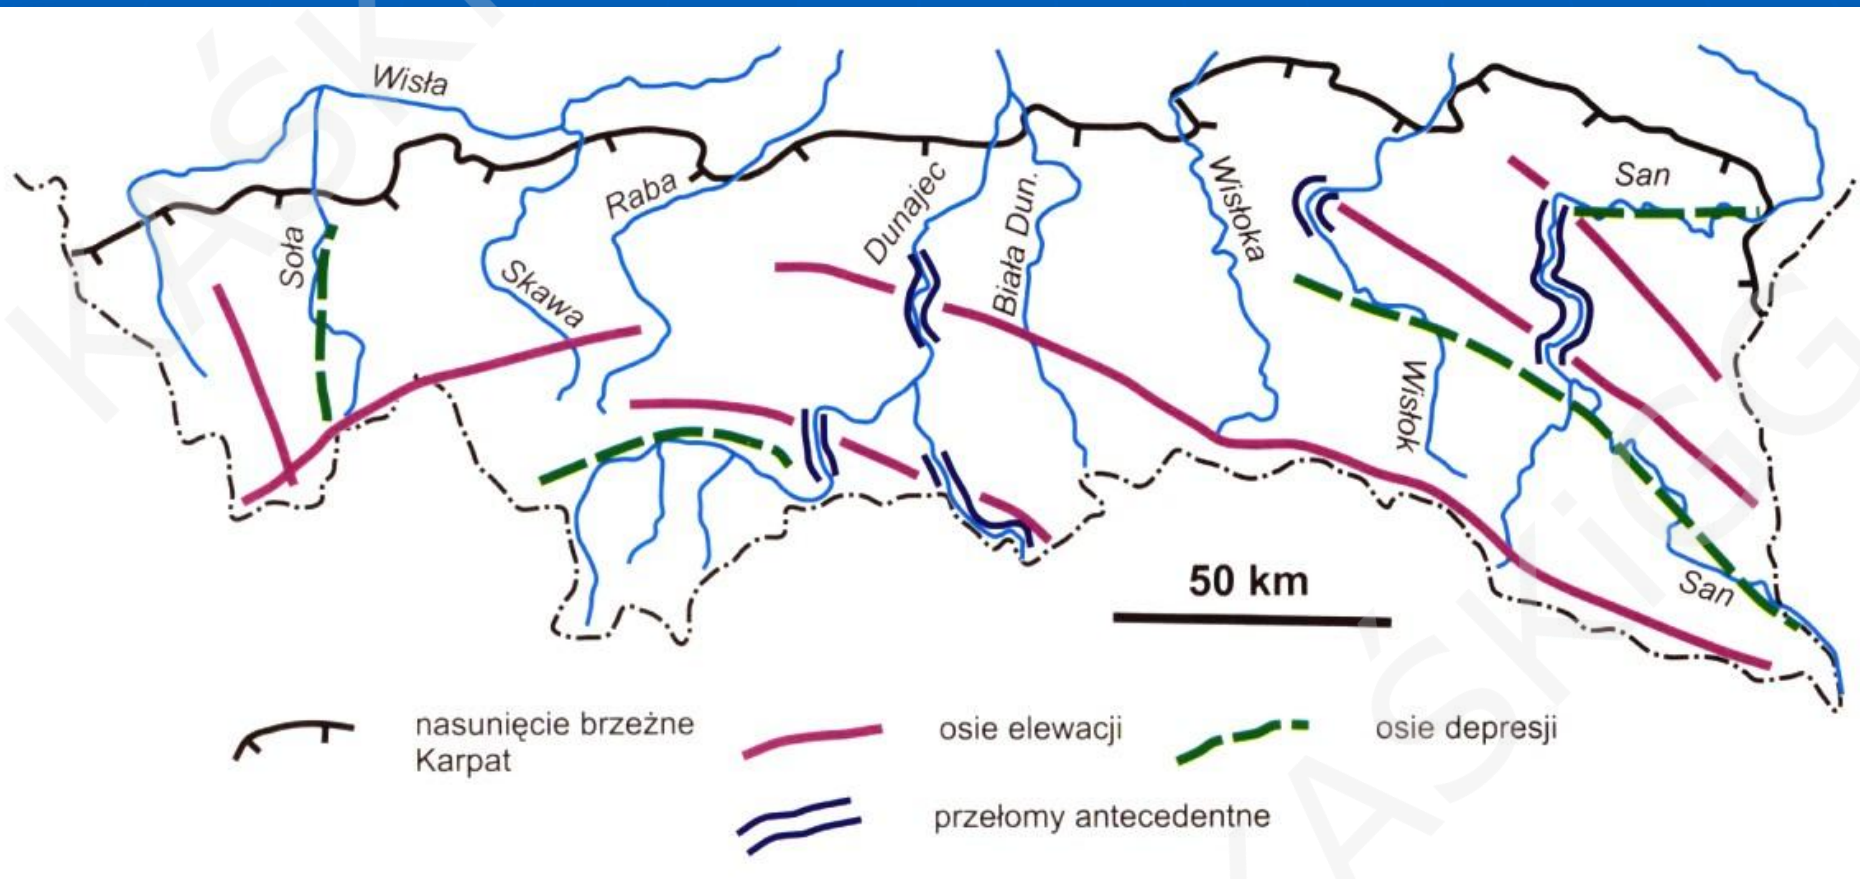 Wisła
Soła
Skawa
Raba
Dunajec
Biała Dun.
Wisłoka
Wisłok
San
San
50 km
nasunięcie brzeżne
Karpat
osie elewacji
osie depresji
przełomy antecedentne